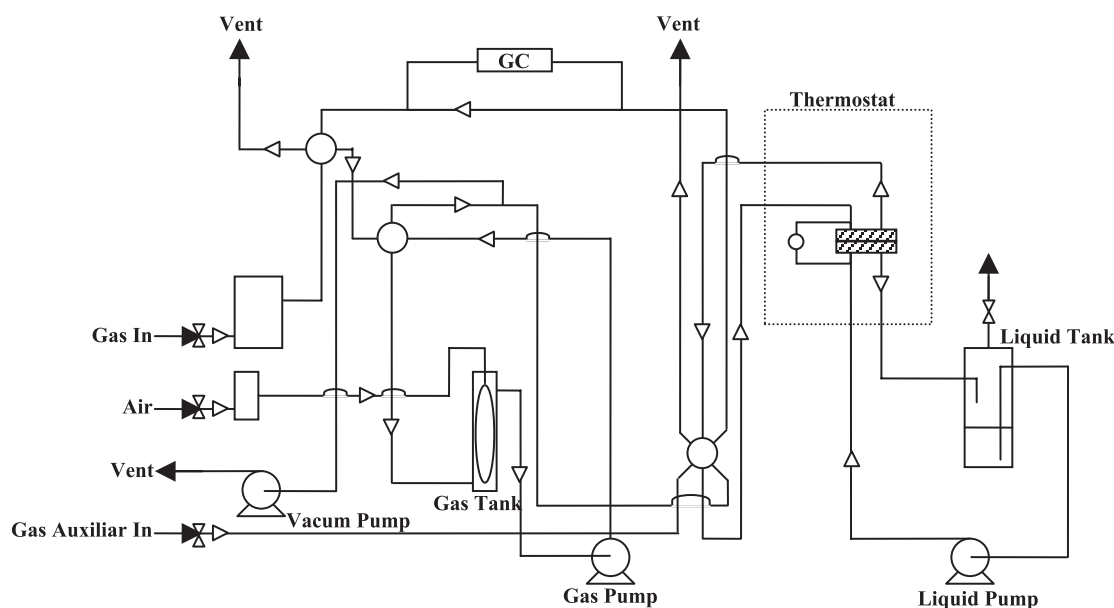 Vent
Vent
GC
Thermostat
Gas In
Liquid Tank
Air
Vent
Gas Tank
Vacum Pump
Gas Auxiliar In
Gas Pump
Liquid Pump